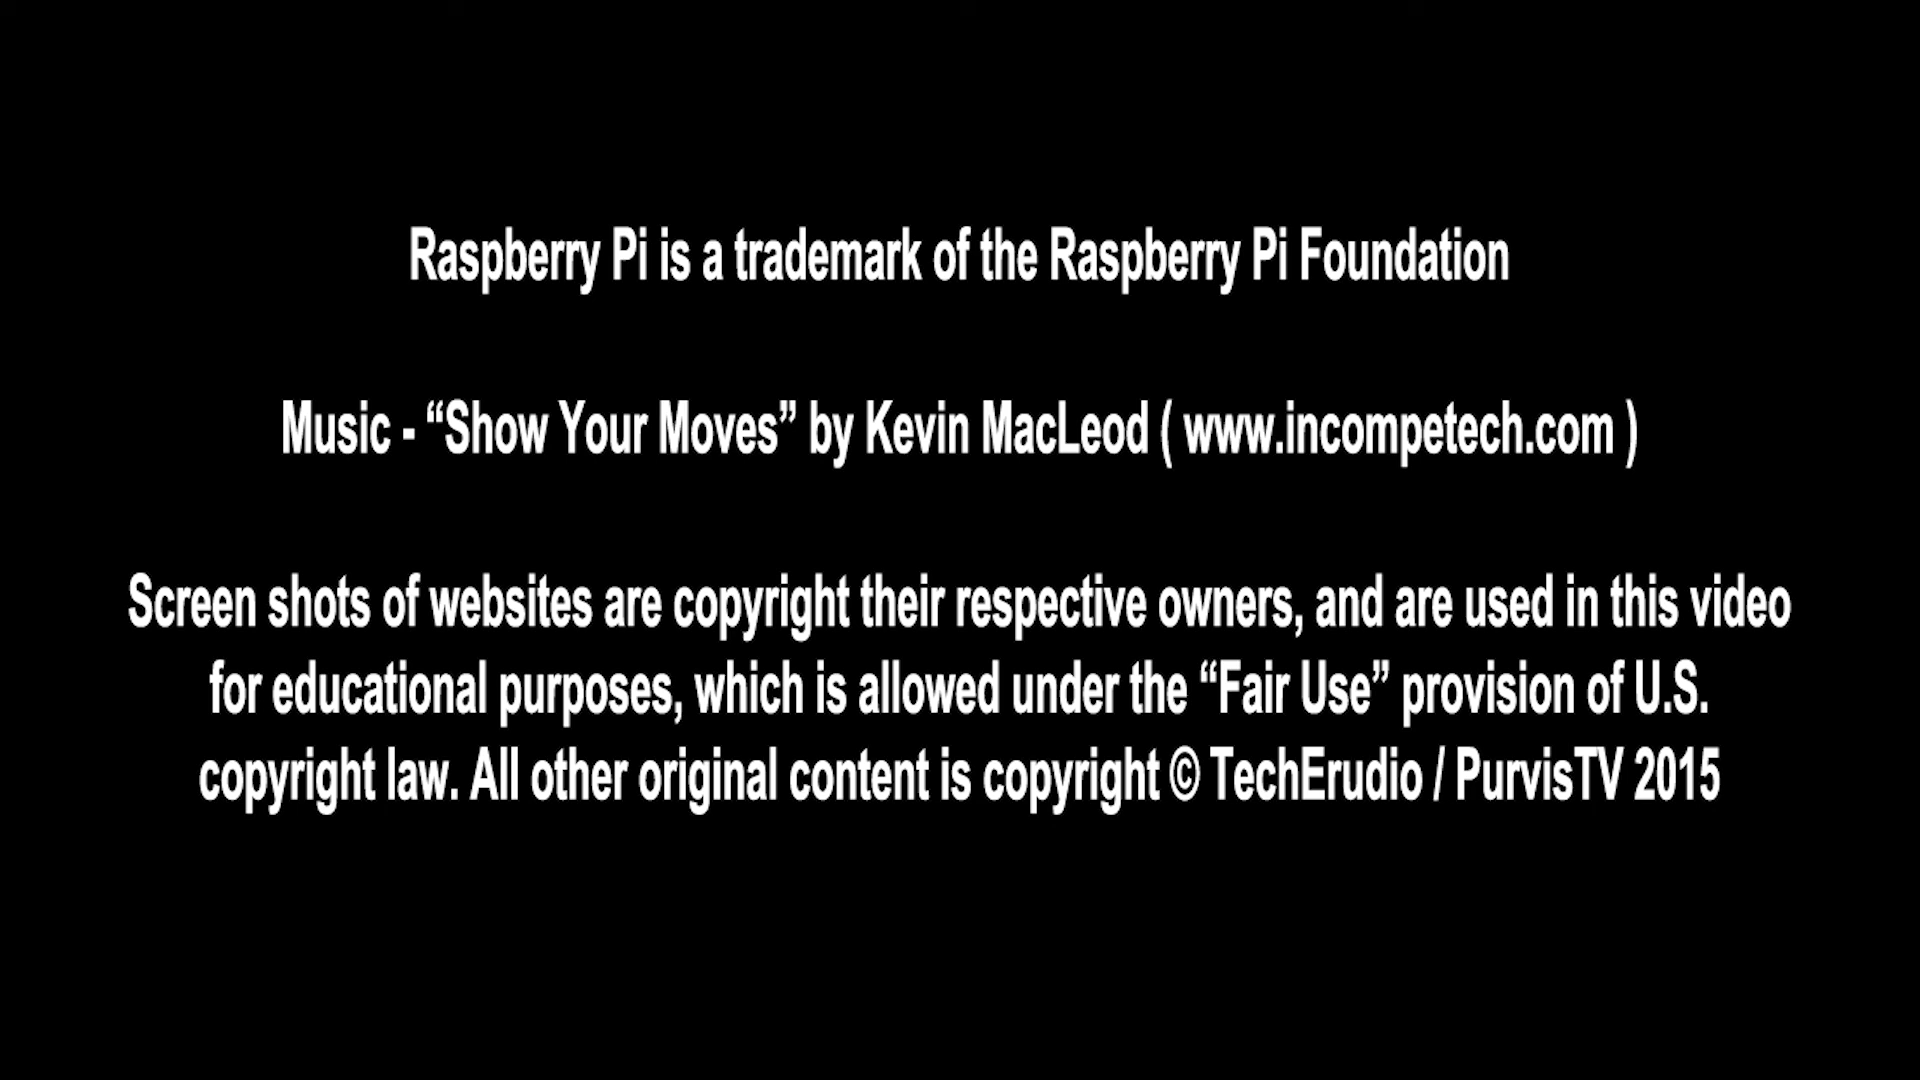 Raspberry Pi is a trademark of the Raspberry Pi Foundation
Music - “Show Your Moves” by Kevin MacLeod ( www.incompetech.com )
Screen shots of websites are copyright their respective owners, and are used in this video
for educational purposes, which is allowed under the “Fair Use” provision of U.S.
copyright law. All other original content is copyright © TechErudio / PurvisTV 2015